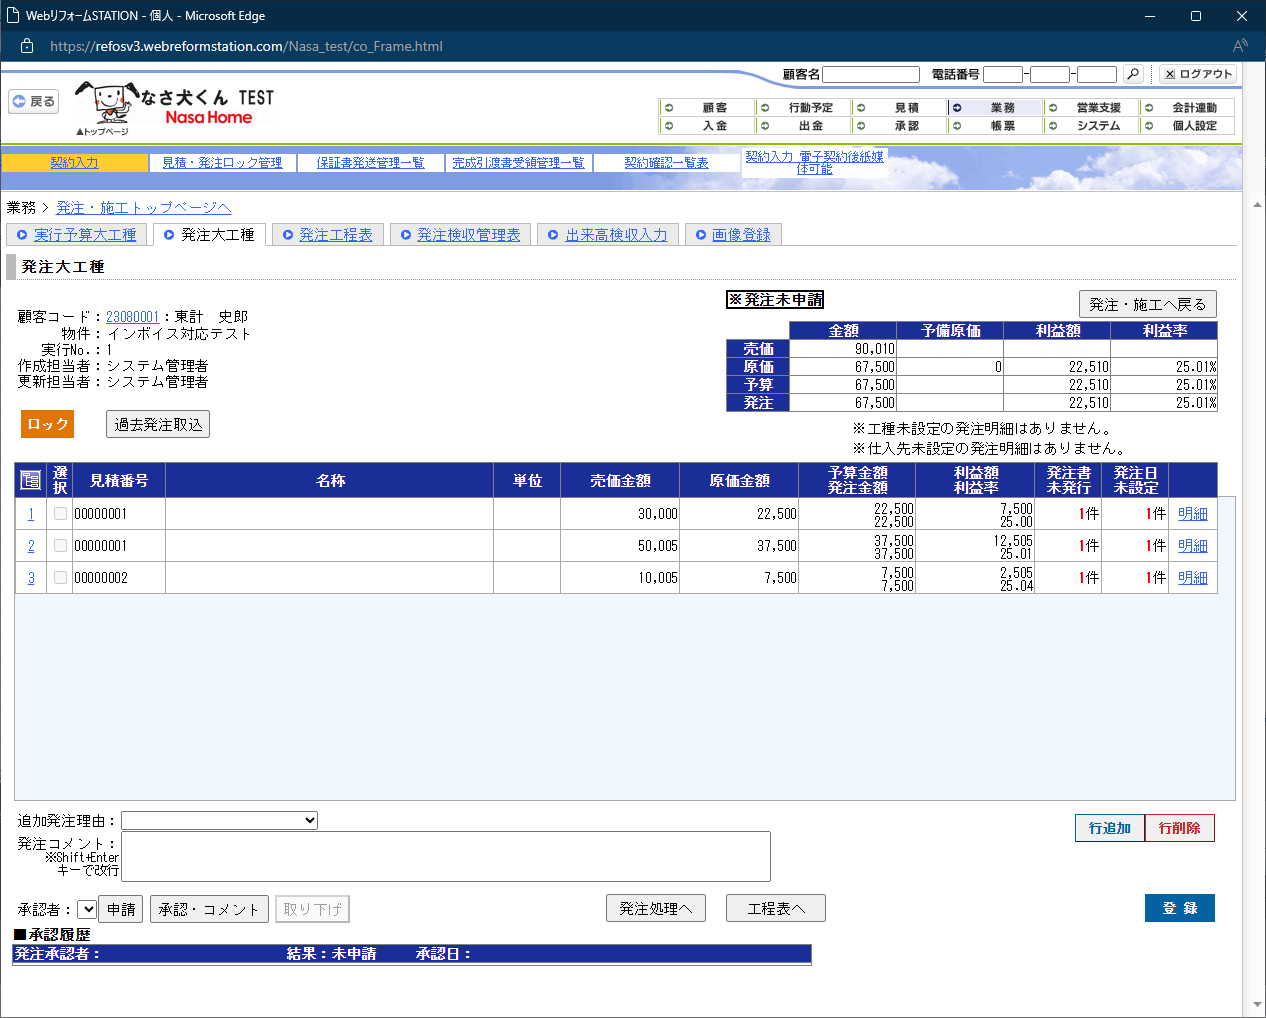 WebリフォームSTATION - 個人 - Microsoft Edge
https://refosv3.webreformstation.com/Nasa_test/co_Frame.html
顧客名 電話番号 - - ログアウト
戻る なさ犬くん TEST
Nasa Home
▲トップページ
顧客 行動予定 見積 業務 営業支援 会計連動
入金 出金 承認 帳票 システム 個人設定
契約入力 見積・発注ロック管理 保証書発送管理一覧 完成引渡書受領管理一覧 契約確認一覧表 契約入力_電子契約後紙媒体可能
業務 > 発注・施工トップページへ
実行予算大工種 発注大工種 発注工程表 発注検収管理表 出来高検収入力 画像登録
発注大工種
※発注未申請 発注・施工へ戻る
顧客コード：23080001：東計 史郎
物件：インボイス対応テスト
実行No.：1
作成担当者：システム管理者
更新担当者：システム管理者
金額 予備原価 利益額 利益率
売価 90,010
原価 67,500 0 22,510 25.01%
予算 67,500 22,510 25.01%
発注 67,500 22,510 25.01%
ロック 過去発注取込
※工種未設定の発注明細はありません。
※仕入先未設定の発注明細はありません。
選択 見積番号 名称 単位 売価金額 原価金額 予算金額 発注金額 利益額 利益率 発注書未発行 発注日未設定
1 00000001 30,000 22,500 22,500 22,500 7,500 25.00 1件 1件 明細
2 00000001 50,005 37,500 37,500 37,500 12,505 25.01 1件 1件 明細
3 00000002 10,005 7,500 7,500 7,500 2,505 25.04 1件 1件 明細
追加発注理由： 行追加 行削除
発注コメント：
※Shift+Enter
キーで改行
承認者： 申請 承認・コメント 取り下げ 発注処理へ 工程表へ 登録
■承認履歴
発注承認者： 結果：未申請 承認日：